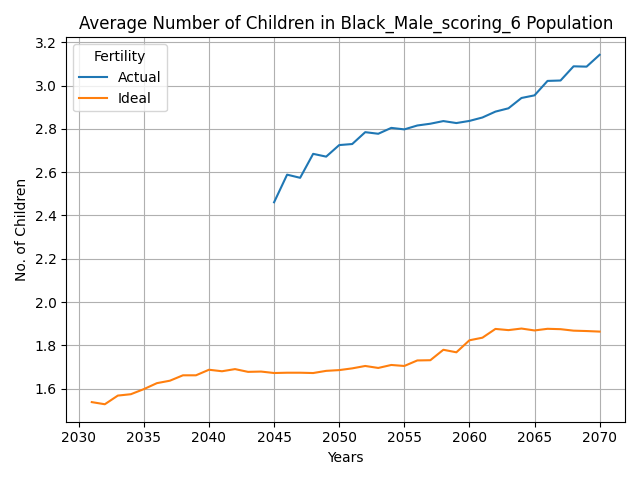 Average Number of Children in Black_Male_scoring_6 Population
Fertility
Actual
Ideal
No. of Children
3.2
3.0
2.8
2.6
2.4
2.2
2.0
1.8
1.6
2030 2035 2040 2045 2050 2055 2060 2065 2070
Years